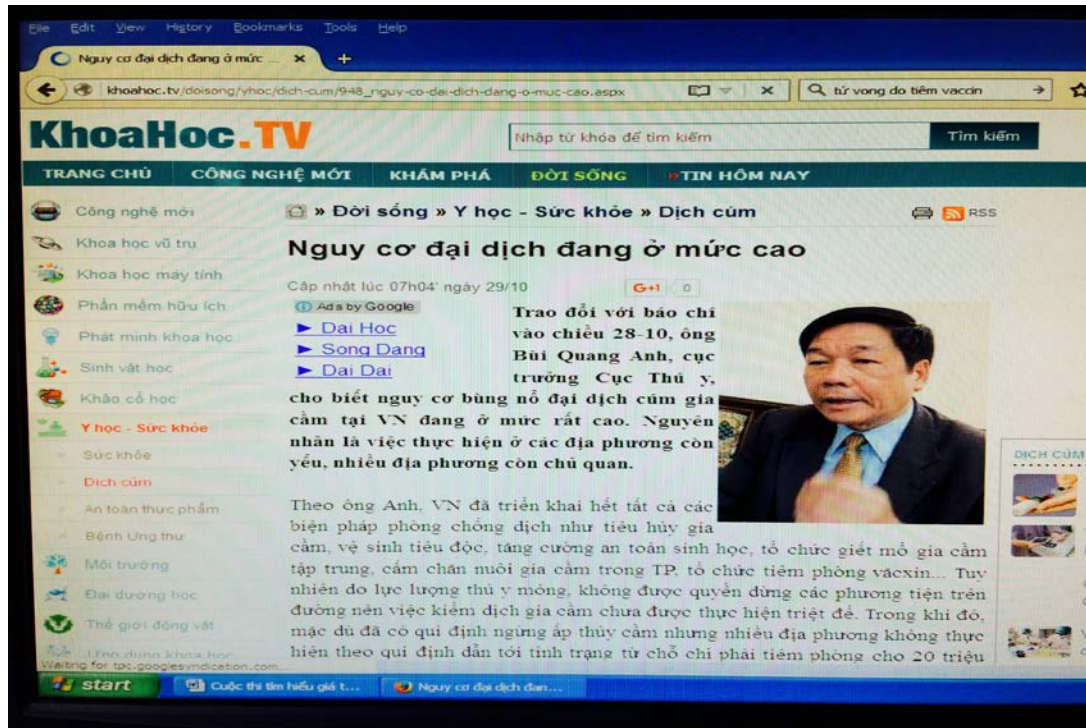 File Edit View History Bookmarks Tools Help
Nguy cơ đại dịch đang ở mức ...
khoahoc.tv/doisong/yhoc/dich-cum/948_nguy-co-dai-dich-dang-o-muc-cao.aspx
tử vong do tiêm vaccin
KhoaHoc.TV
Nhập từ khóa để tìm kiếm
Tìm kiếm
TRANG CHỦ CÔNG NGHỆ MỚI KHÁM PHÁ ĐỜI SỐNG »TIN HÔM NAY
Công nghệ mới
Khoa học vũ trụ
Khoa học máy tính
Phần mềm hữu ích
Phát minh khoa học
Sinh vật học
Khảo cổ học
Y học - Sức khỏe
Sức khỏe
Dịch cúm
An toàn thực phẩm
Bệnh Ung thư
Môi trường
Đại dương học
Thế giới động vật
Ứng dụng khoa học
» Đời sống » Y học - Sức khỏe » Dịch cúm
RSS
Nguy cơ đại dịch đang ở mức cao
Cập nhật lúc 07h04' ngày 29/10
G+1 0
Ads by Google
► Dai Hoc
► Song Dang
► Dai Dai
Trao đổi với báo chí
vào chiều 28-10, ông
Bùi Quang Anh, cục
trưởng Cục Thú y,
cho biết nguy cơ bùng nổ đại dịch cúm gia
cầm tại VN đang ở mức rất cao. Nguyên
nhân là việc thực hiện ở các địa phương còn
yếu, nhiều địa phương còn chủ quan.
Theo ông Anh, VN đã triển khai hết tất cả các
biện pháp phòng chống dịch như tiêu hủy gia
cầm, vệ sinh tiêu độc, tăng cường an toàn sinh học, tổ chức giết mổ gia cầm
tập trung, cấm chăn nuôi gia cầm trong TP, tổ chức tiêm phòng văcxin... Tuy
nhiên do lực lượng thú y mỏng, không được quyền dừng các phương tiện trên
đường nên việc kiểm dịch gia cầm chưa được thực hiện triệt để. Trong khi đó,
mặc dù đã có qui định ngừng ấp thủy cầm nhưng nhiều địa phương không thực
hiện theo qui định dẫn tới tình trạng từ chỗ chỉ phải tiêm phòng cho 20 triệu
DỊCH CÚM
Waiting for tpc.googlesyndication.com...
start
Cuộc thi tìm hiểu giá t...
Nguy cơ đại dịch đan...